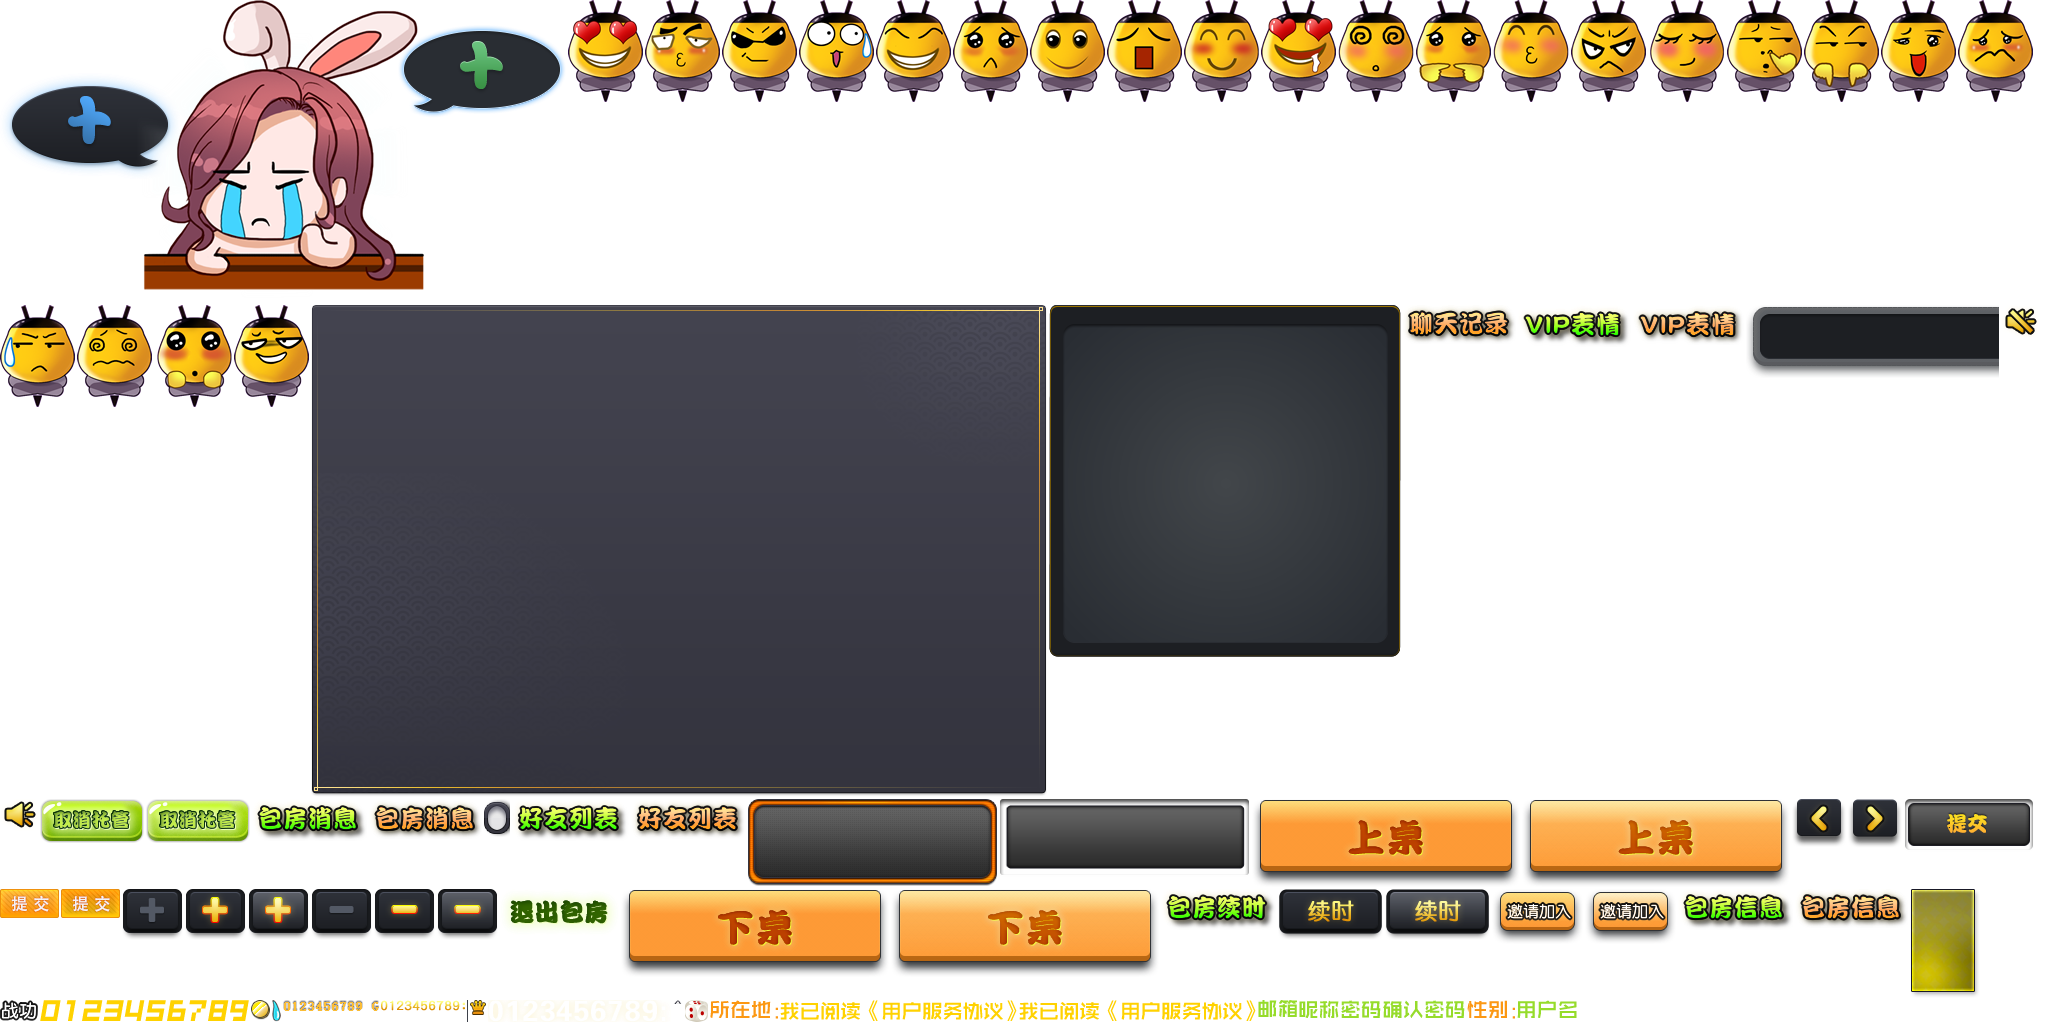 聊天记录 VIP表情 VIP表情
取消托管 取消托管 包房消息 包房消息 好友列表 好友列表 上桌 上桌 提交
提交 提交 退出包房 下桌 下桌 包房续时 续时 续时 邀请加入 邀请加入 包房信息 包房信息
战功 0123456789 0123456789 G0123456789. 0123456789 所在地:我已阅读《用户服务协议》我已阅读《用户服务协议》邮箱昵称密码确认密码性别:用户名